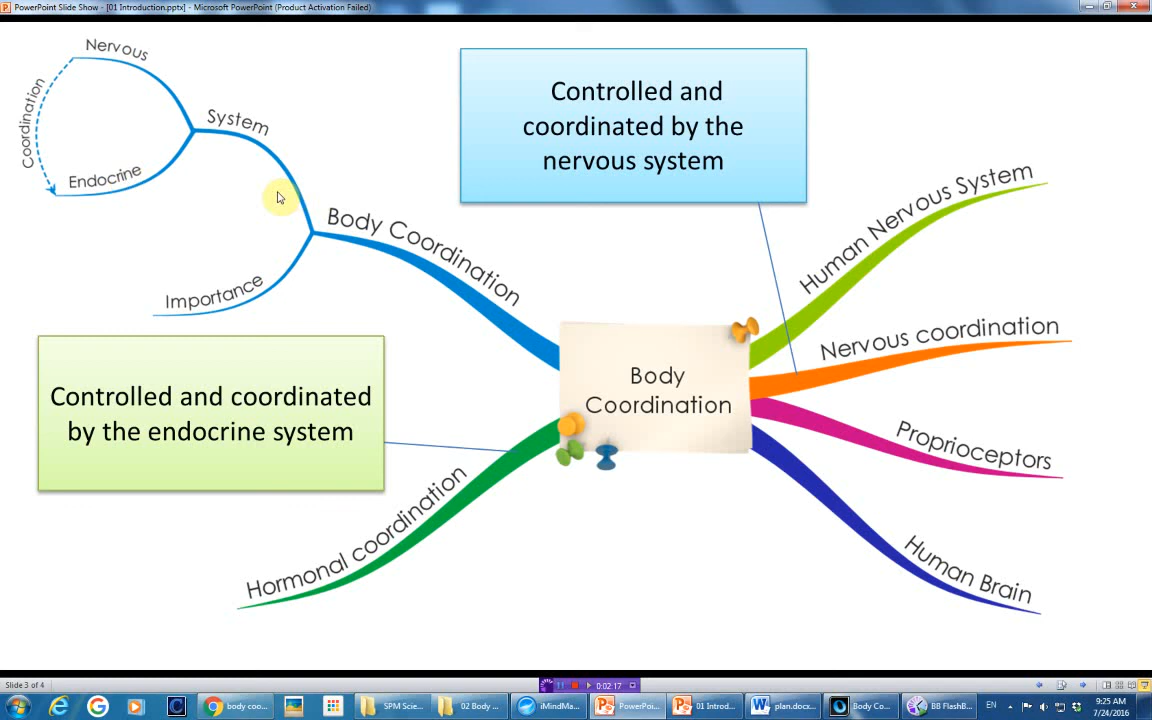 PowerPoint Slide Show - [01 Introduction.pptx] - Microsoft PowerPoint (Product Activation Failed)
Nervous
Coordination
System
Endocrine
Importance
Body Coordination
Controlled and
coordinated by the
nervous system
Human Nervous System
Nervous coordination
Body
Coordination
Proprioceptors
Human Brain
Controlled and coordinated
by the endocrine system
Hormonal coordination
Slide 3 of 4
0:02:17
body coo...
SPM Scie...
02 Body ...
iMindMa...
PowerPoi...
01 Introd...
plan.docx...
Body Co...
BB FlashB...
EN
9:25 AM
7/24/2016